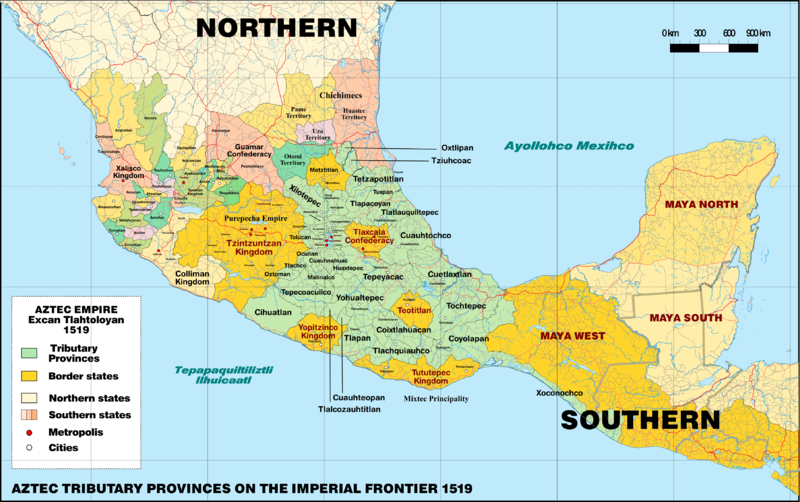 NORTHERN
0 km 300 600 900 km
Chichimecs
Pame
Territory
Huastec
Territory
Uza
Territory
Guamar
Confederacy
Otomi
Territory
Metztitlan
Oxtlipan
Tziuhcoac
Ayollohco Mexihco
Xalisco
Kingdom
Tetzapotitlan
Xilotepec
Tuxpan
Tlapacoyan
Tlatlauquitepec
MAYA NORTH
Purepecha Empire
Tzintzuntzan
Kingdom
Tolucan
Tlaxcala
Confederacy
Cuauhtochco
Ocuilan
Cuauhnahuac
Tlachco
Huaxtepec
Malinalco
Ozloman
Tepeyacac
Cuetlaxtlan
Colliman
Kingdom
Tepecoacuilco
Yohualtepec
Tochtepec
Cihuatlan
Teotitlan
MAYA SOUTH
Yopitzinco
Kingdom
Coixtlahuacan
Tlapan
Coyolapan
MAYA WEST
Tlachquiauhco
Tepapaquiltiliztli
Ilhuicaatl
Tututepec
Kingdom
Cuauhteopan
Tlalcozauhtitlan
Mixtec Principality
Xoconochco
SOUTHERN
AZTEC EMPIRE
Excan Tlahtoloyan
1519
Tributary
Provinces
Border states
Northern states
Southern states
Metropolis
Cities
AZTEC TRIBUTARY PROVINCES ON THE IMPERIAL FRONTIER 1519